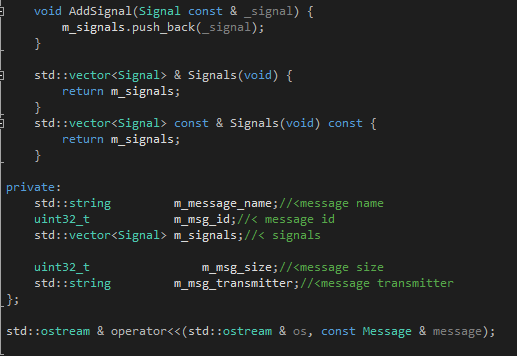 void AddSignal(Signal const & _signal) {
m_signals.push_back(_signal);
}
std::vector<Signal> & Signals(void) {
return m_signals;
}
std::vector<Signal> const & Signals(void) const {
return m_signals;
}
private:
std::string m_message_name;//<message name
uint32_t m_msg_id;//< message id
std::vector<Signal> m_signals;//< signals
uint32_t m_msg_size;//<message size
std::string m_msg_transmitter;//<message transmitter
};
std::ostream & operator<<(std::ostream & os, const Message & message);